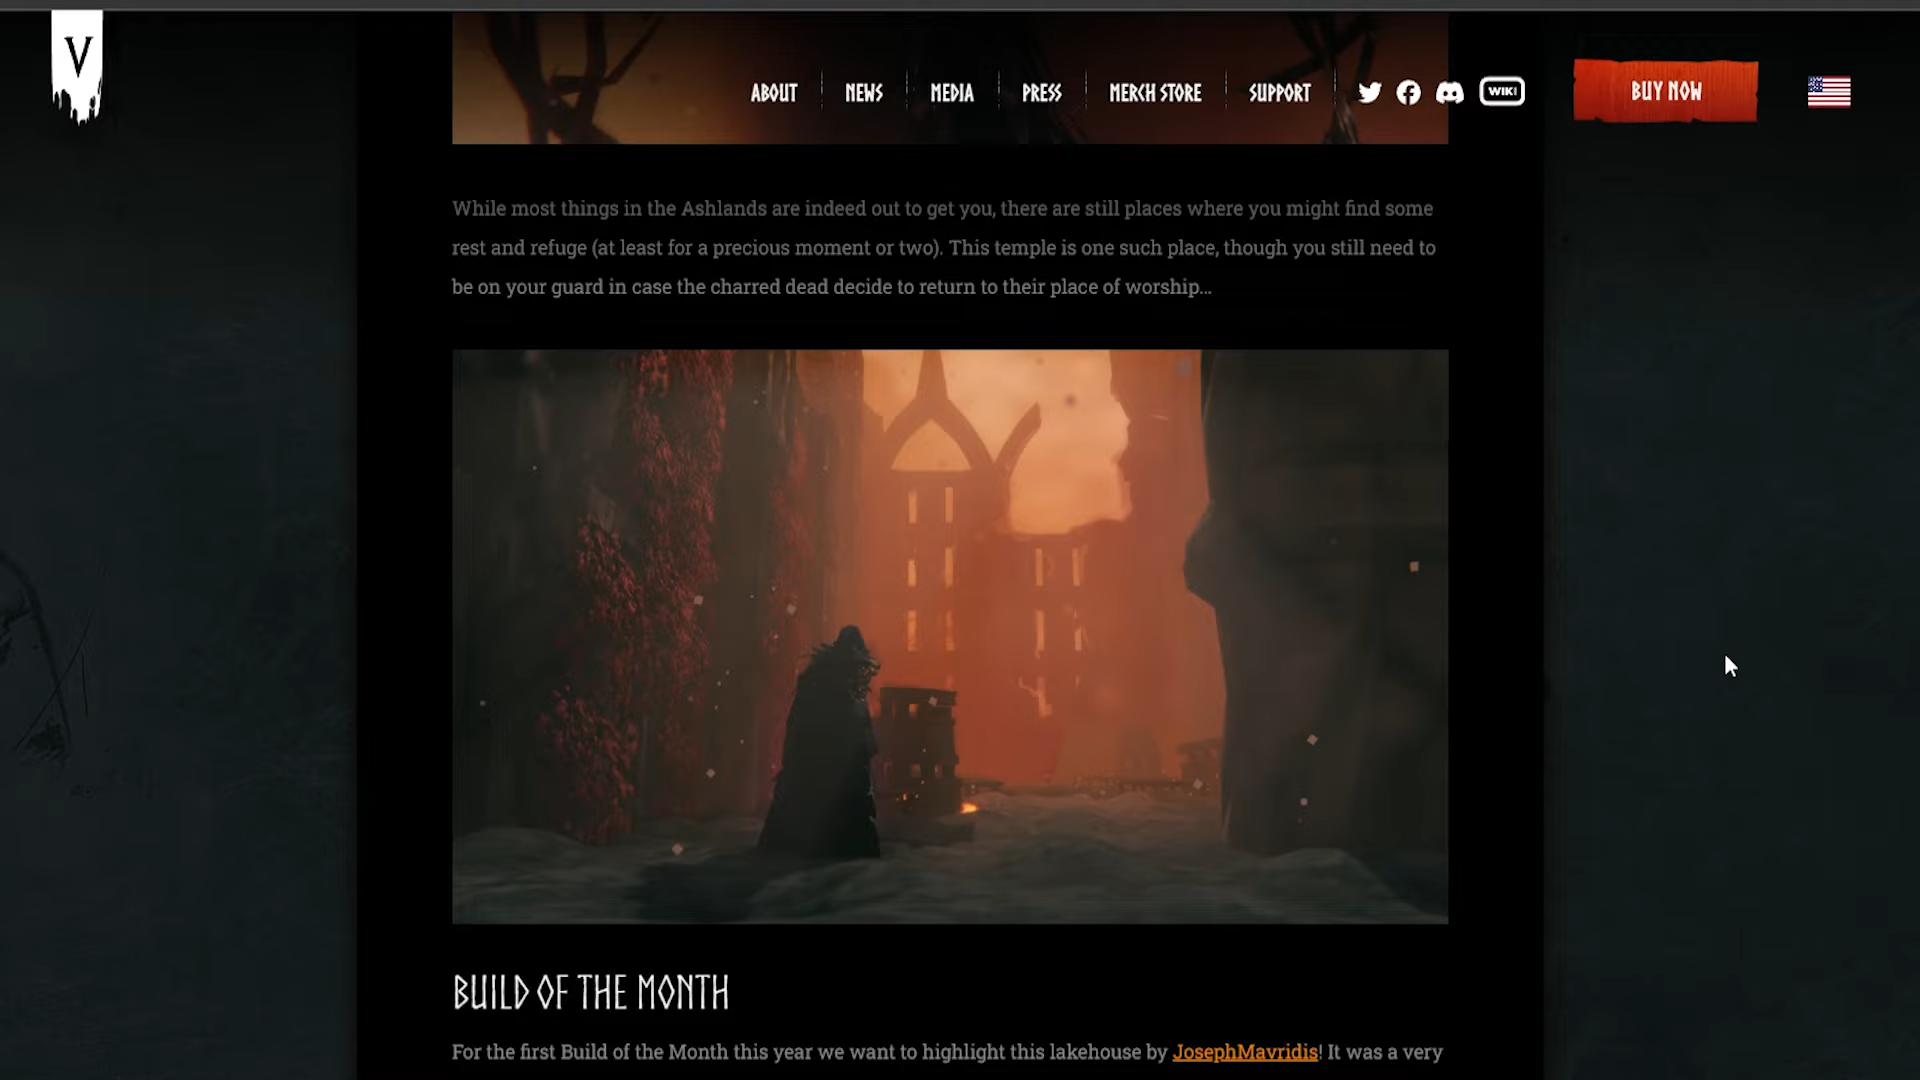 V
ABOUT NEWS MEDIA PRESS MERCH STORE SUPPORT WIKI BUY NOW
While most things in the Ashlands are indeed out to get you, there are still places where you might find some
rest and refuge (at least for a precious moment or two). This temple is one such place, though you still need to
be on your guard in case the charred dead decide to return to their place of worship...
BUILD OF THE MONTH
For the first Build of the Month this year we want to highlight this lakehouse by JosephMavridis! It was a very